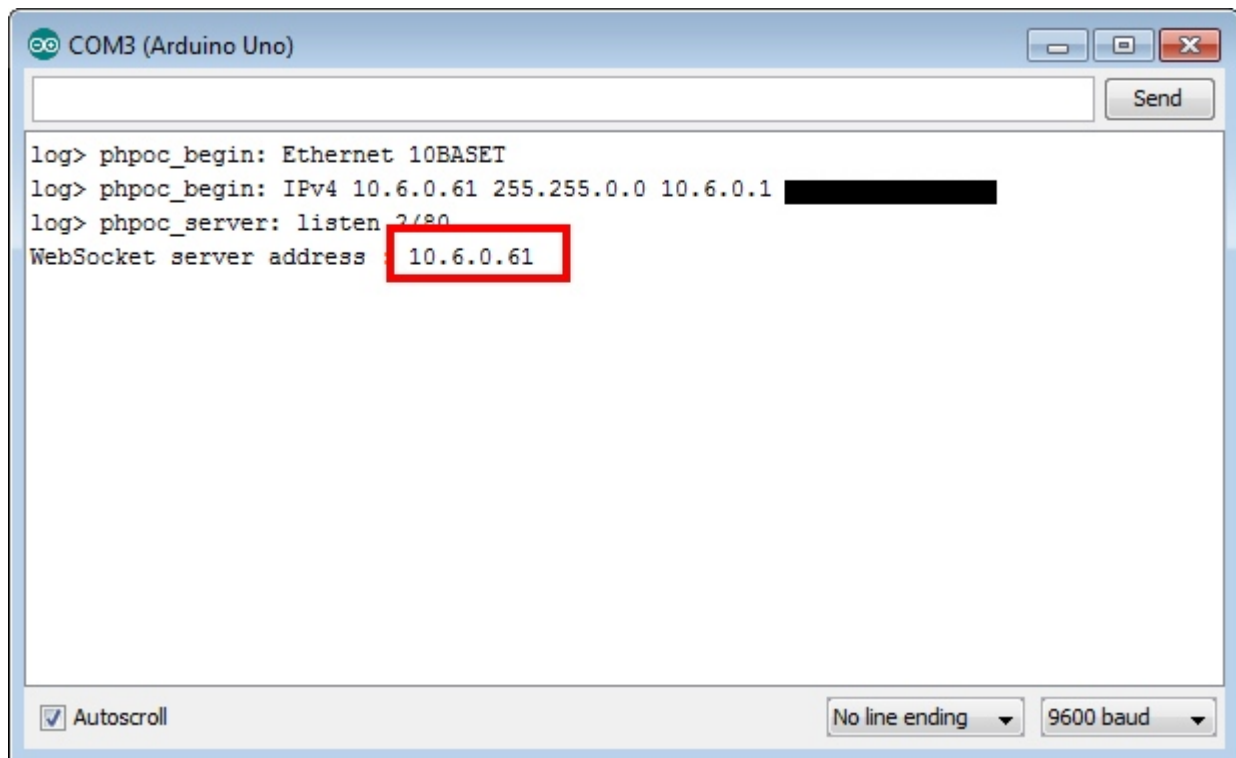 COM3 (Arduino Uno)
Send
log> phpoc_begin: Ethernet 10BASET
log> phpoc_begin: IPv4 10.6.0.61 255.255.0.0 10.6.0.1
log> phpoc_server: listen 2/80
WebSocket server address : 10.6.0.61
Autoscroll
No line ending
9600 baud